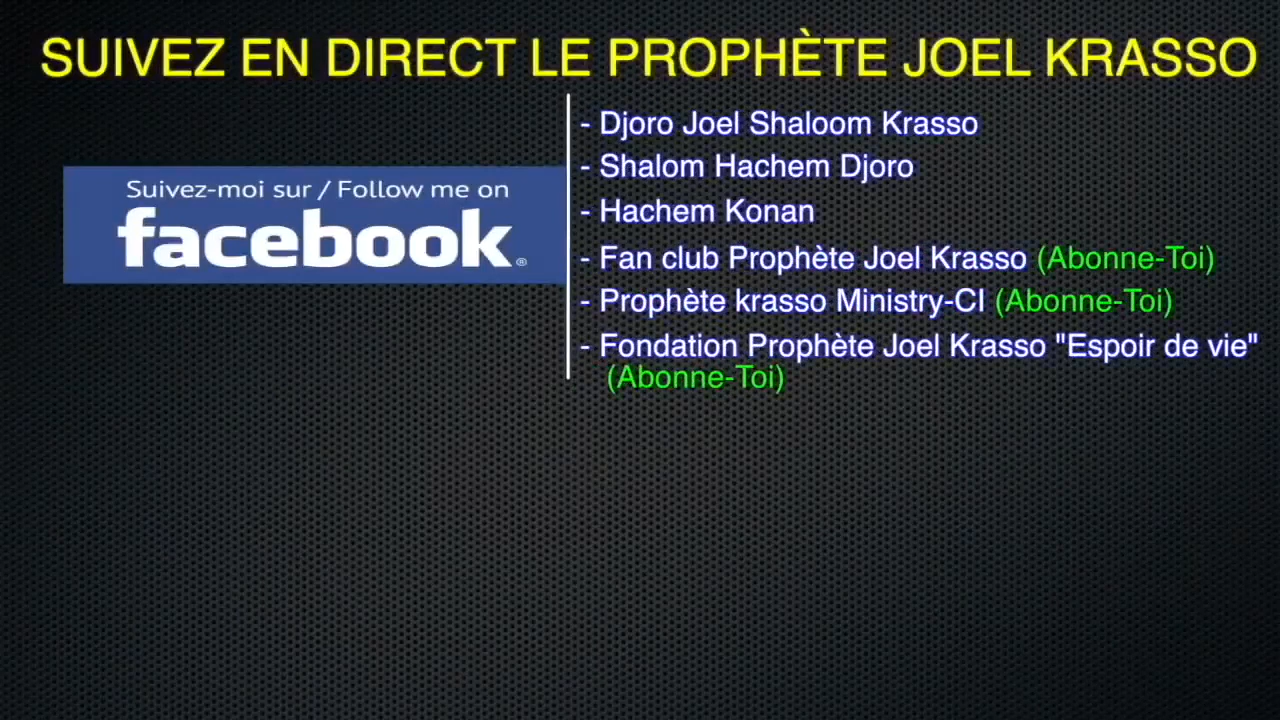 SUIVEZ EN DIRECT LE PROPHÈTE JOEL KRASSO
Suivez-moi sur / Follow me on
facebook®
- Djoro Joel Shaloom Krasso
- Shalom Hachem Djoro
- Hachem Konan
- Fan club Prophète Joel Krasso (Abonne-Toi)
- Prophète krasso Ministry-CI (Abonne-Toi)
- Fondation Prophète Joel Krasso "Espoir de vie"
(Abonne-Toi)